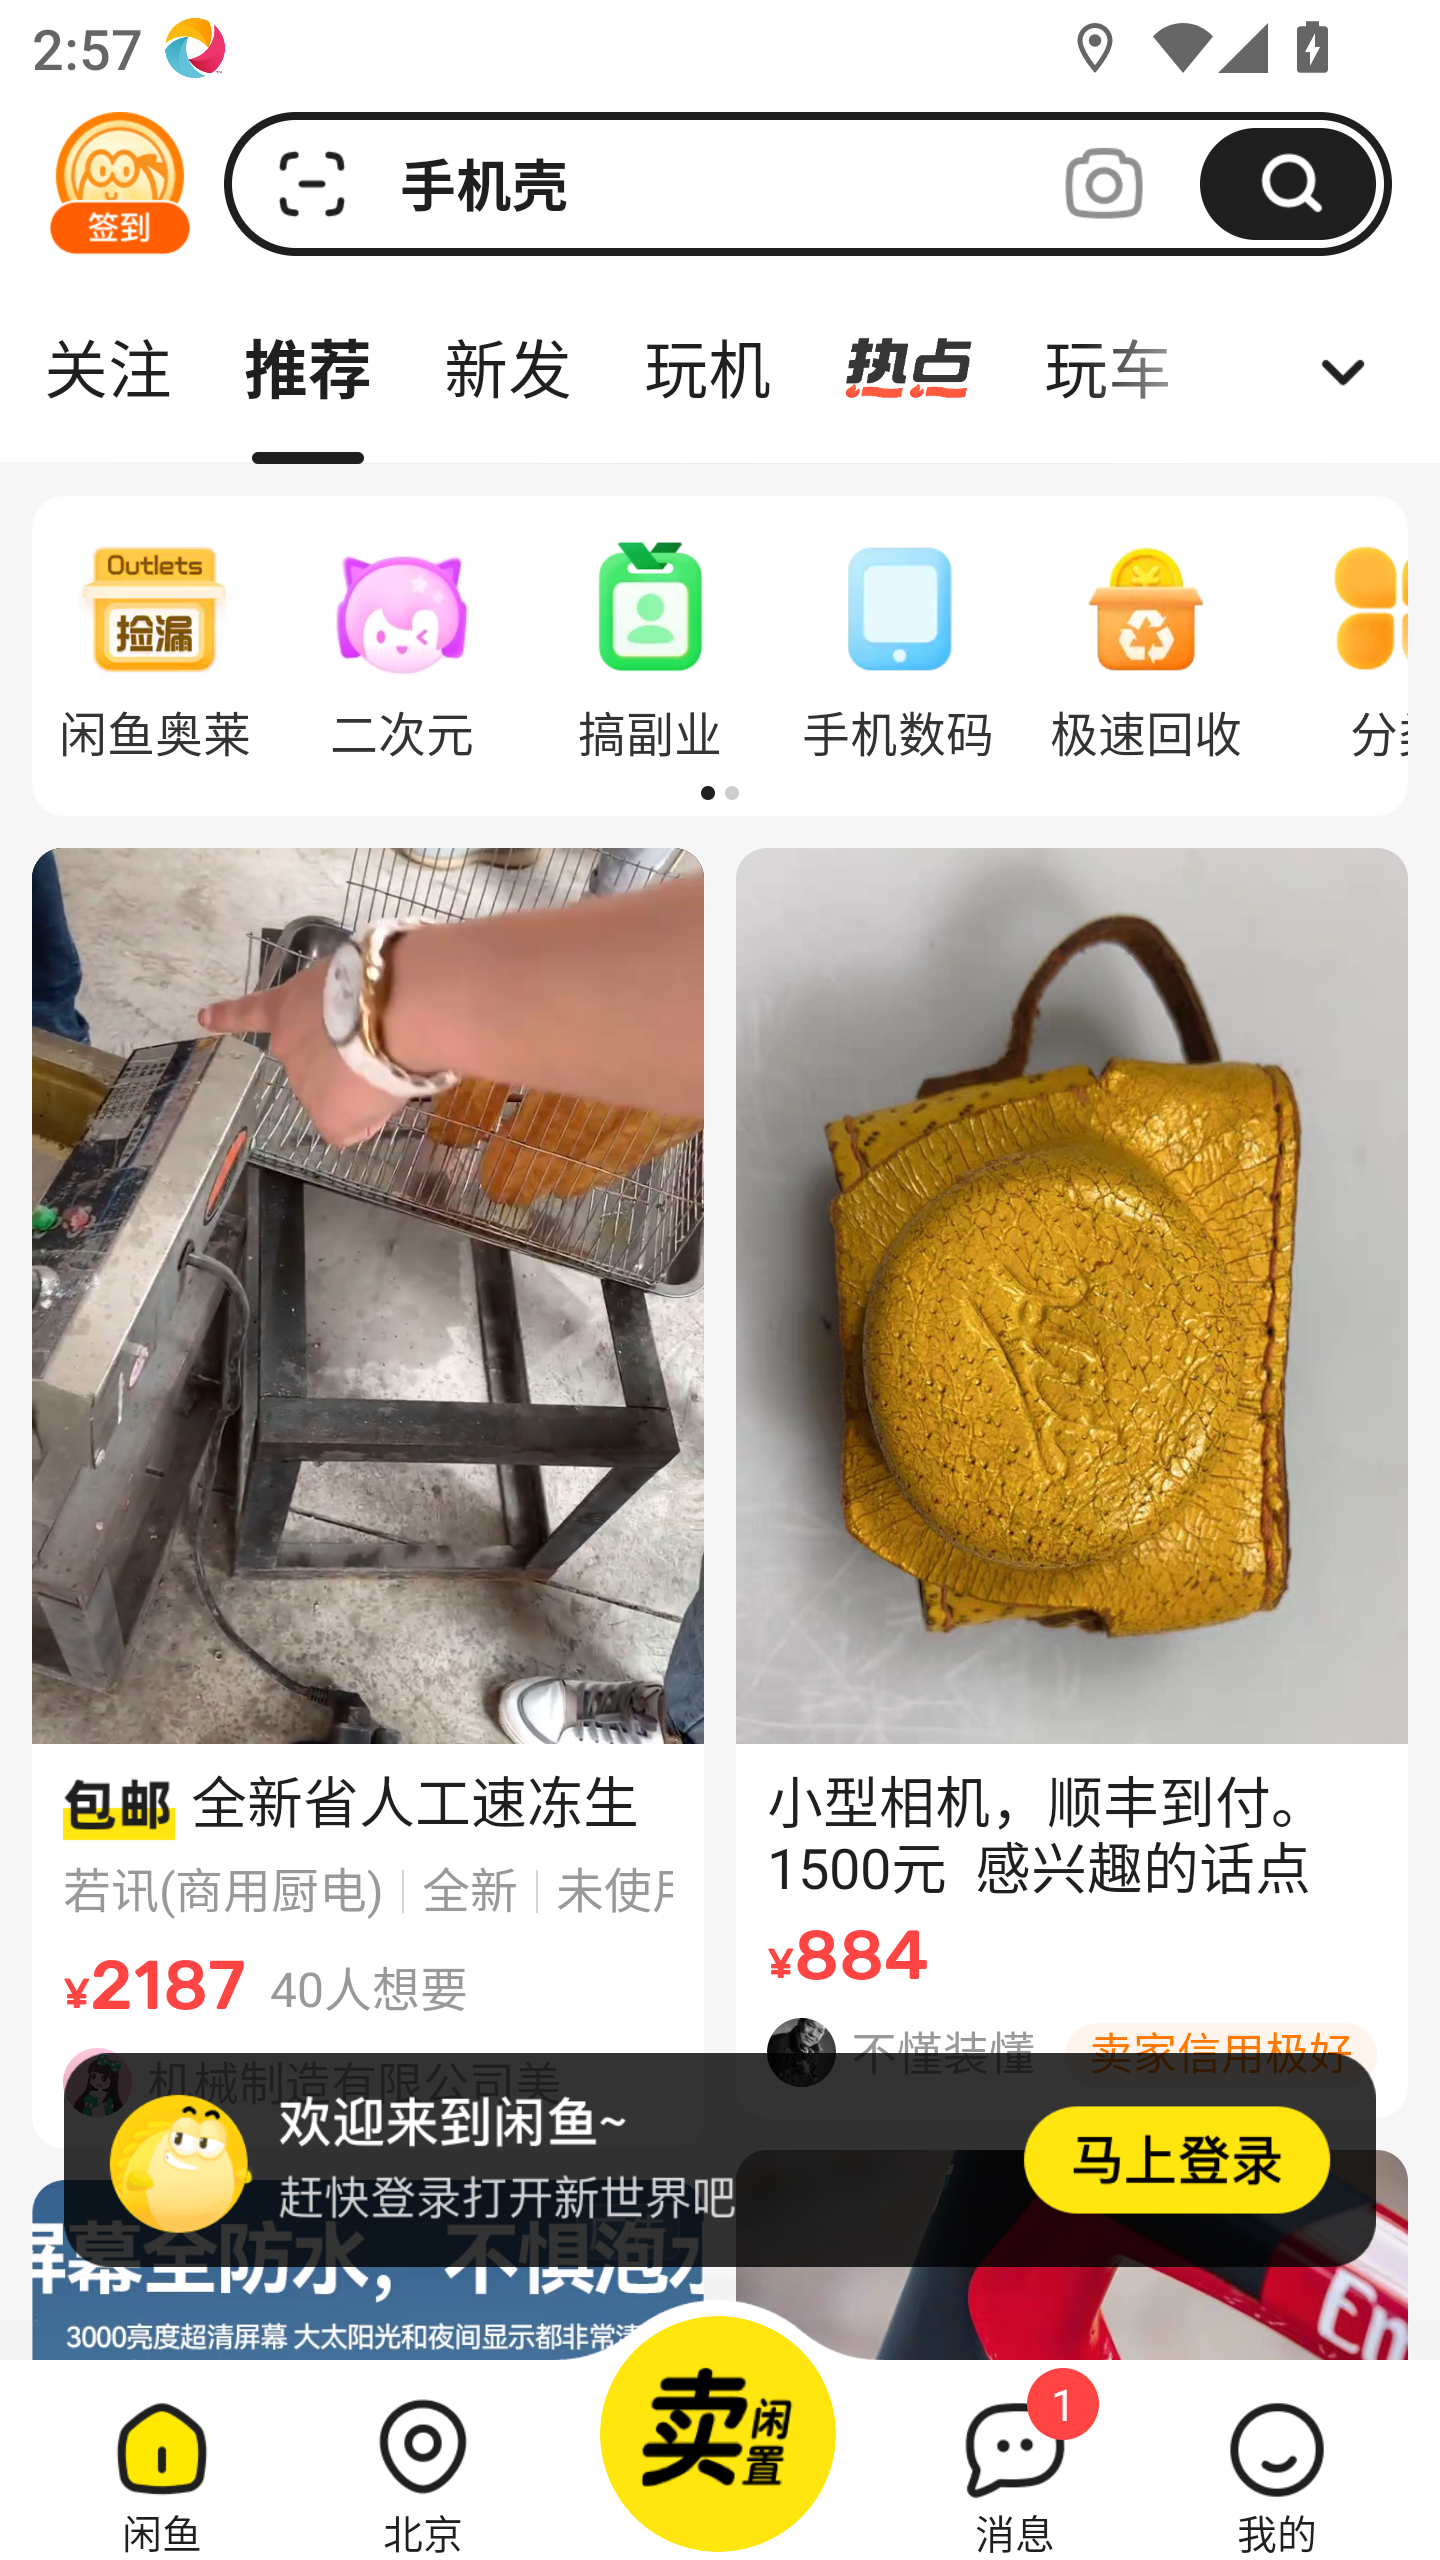 2:57
签到
手机壳
关注 推荐 新发 玩机 热点 玩车
Outlets
捡漏
闲鱼奥莱 二次元 搞副业 手机数码 极速回收
包邮 全新省人工速冻生
若讯(商用厨电) 全新 未使用
¥2187 40人想要
机械制造有限公司美
小型相机，顺丰到付。
1500元 感兴趣的话点
¥884
不懂装懂 卖家信用极好
欢迎来到闲鱼~
赶快登录打开新世界吧
马上登录
屏幕全防水，不惧泡水
3000亮度超清屏幕 大太阳光和夜间显示都非常清
Em
卖闲置
1
闲鱼 北京 消息 我的